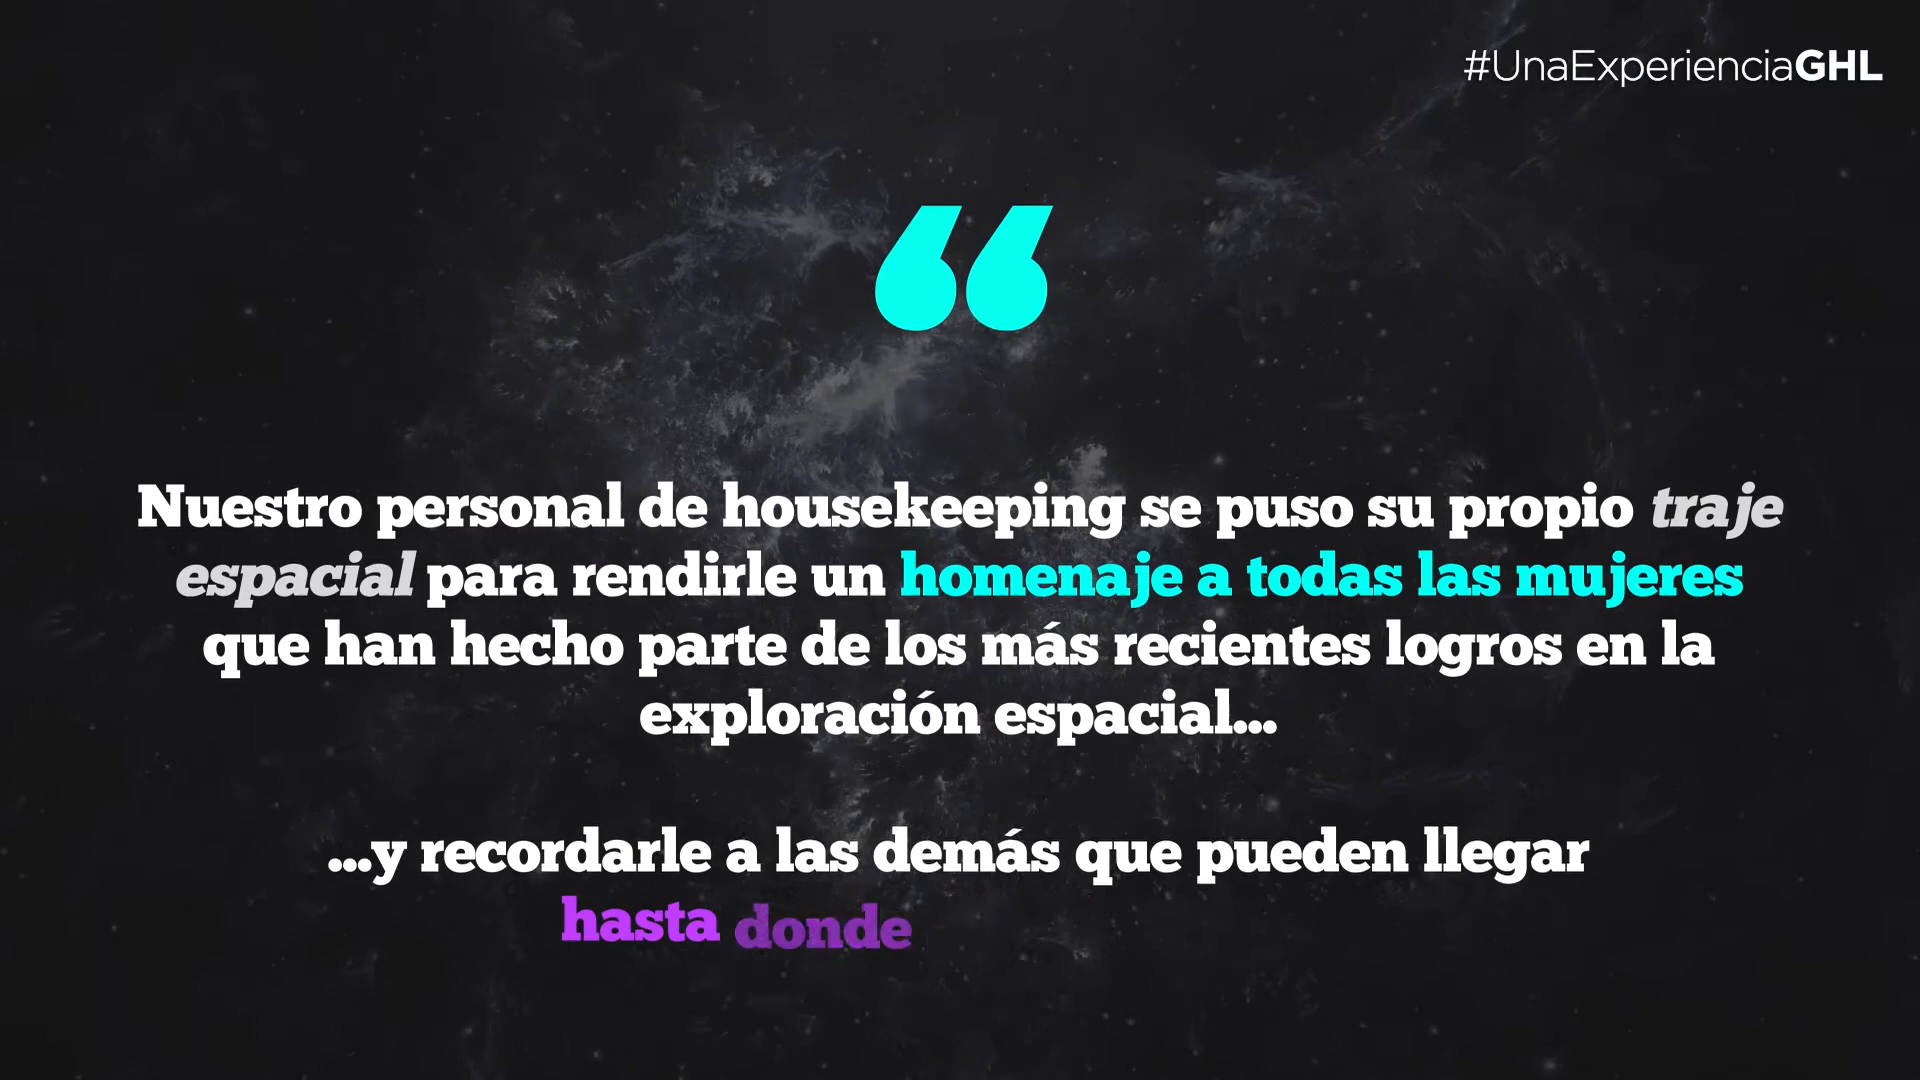 #UnaExperienciaGHL
“
Nuestro personal de housekeeping se puso su propio traje
espacial para rendirle un homenaje a todas las mujeres
que han hecho parte de los más recientes logros en la
exploración espacial...
...y recordarle a las demás que pueden llegar
hasta donde